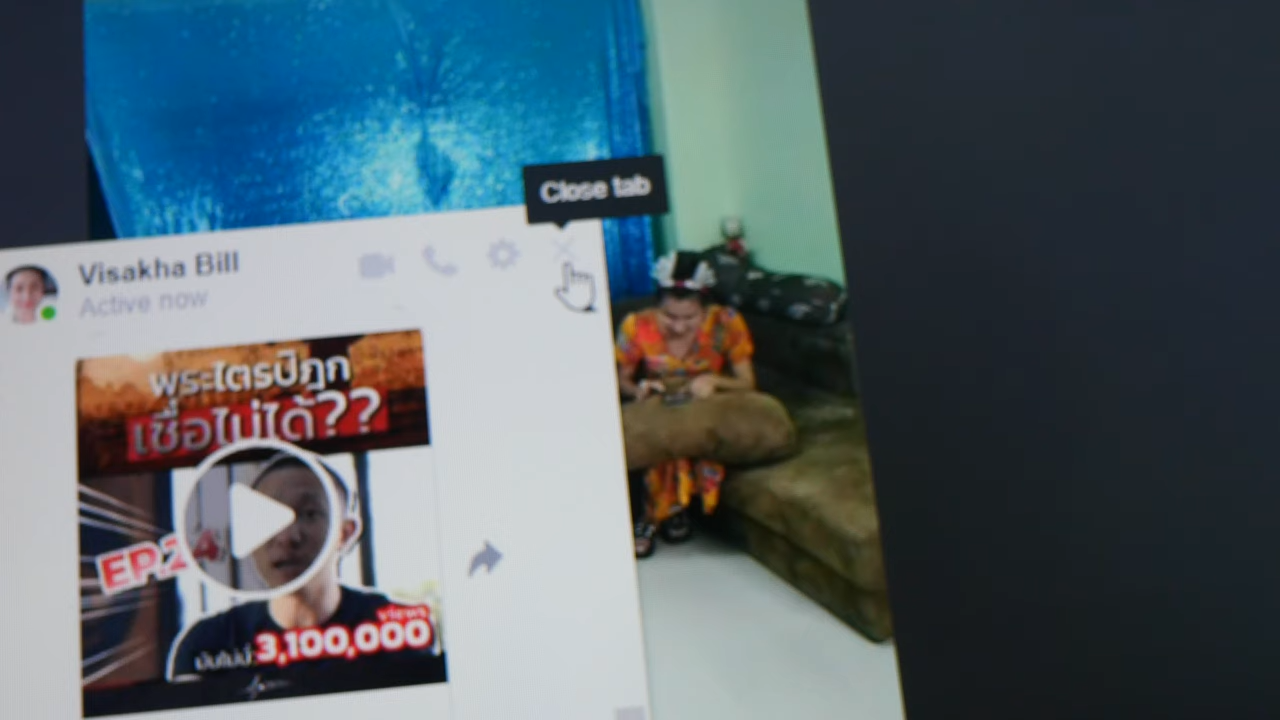 Close tab
Visakha Bill
Active now
พระไตรปิฎก
เชื่อไม่ได้??
EP.24
views
3,100,000